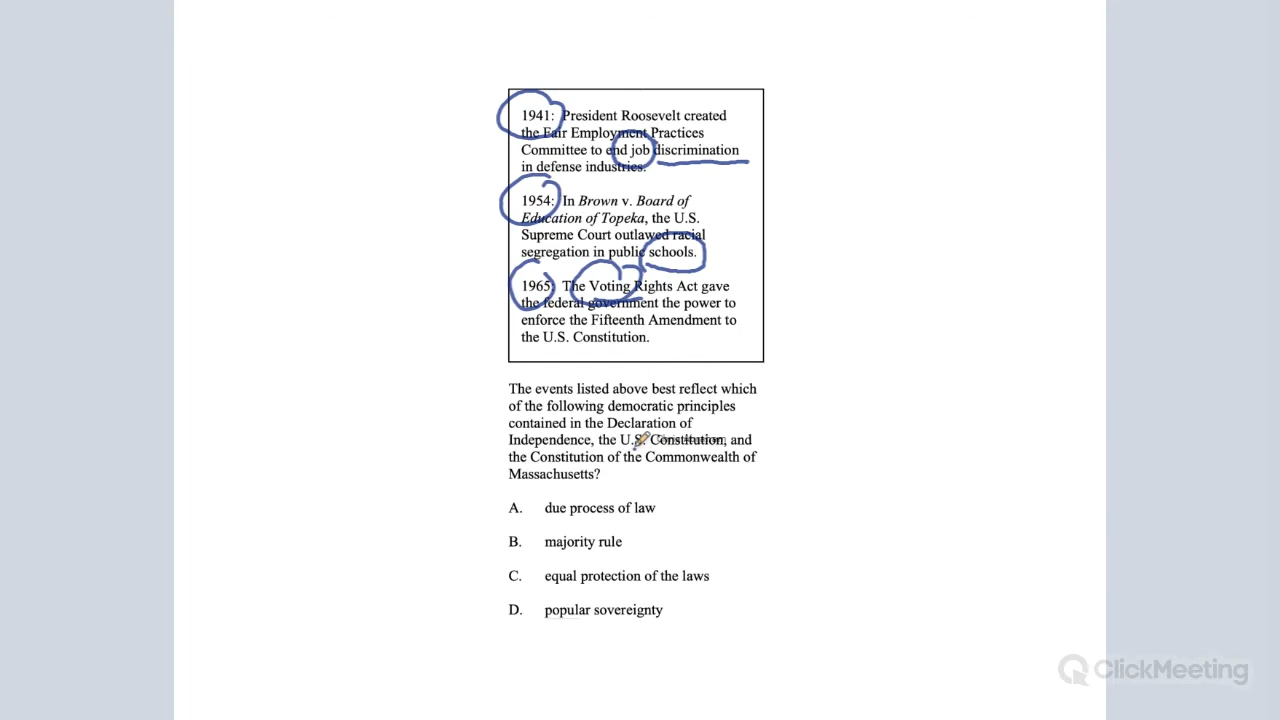 1941: President Roosevelt created
the Fair Employment Practices
Committee to end job discrimination
in defense industries.
1954: In Brown v. Board of
Education of Topeka, the U.S.
Supreme Court outlawed racial
segregation in public schools.
1965: The Voting Rights Act gave
the federal government the power to
enforce the Fifteenth Amendment to
the U.S. Constitution.
The events listed above best reflect which
of the following democratic principles
contained in the Declaration of
Independence, the U.S. Constitution, and
the Constitution of the Commonwealth of
Massachusetts?
A. due process of law
B. majority rule
C. equal protection of the laws
D. popular sovereignty
ClickMeeting